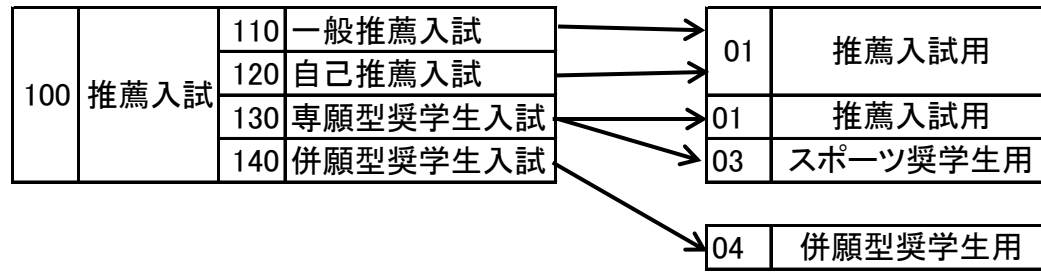 100 推薦入試
110 一般推薦入試
120 自己推薦入試
130 専願型奨学生入試
140 併願型奨学生入試
01 推薦入試用
01 推薦入試用
03 スポーツ奨学生用
04 併願型奨学生用